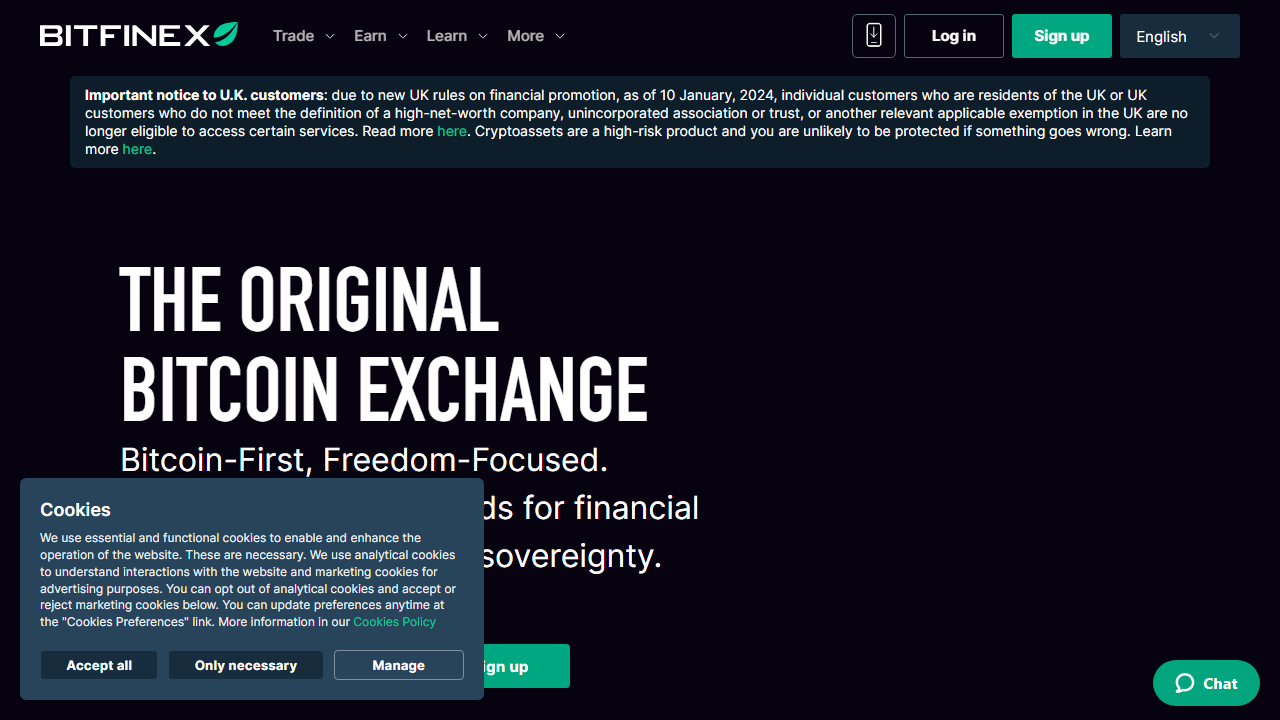 BITFINEX
Trade
Earn
Learn
More
Log in
Sign up
English
Important notice to U.K. customers: due to new UK rules on financial promotion, as of 10 January, 2024, individual customers who are residents of the UK or UK
customers who do not meet the definition of a high-net-worth company, unincorporated association or trust, or another relevant applicable exemption in the UK are no
longer eligible to access certain services. Read more here. Cryptoassets are a high-risk product and you are unlikely to be protected if something goes wrong. Learn
more here.
THE ORIGINAL
BITCOIN EXCHANGE
Bitcoin-First, Freedom-Focused.
for financial
sovereignty.
Cookies
We use essential and functional cookies to enable and enhance the
operation of the website. These are necessary. We use analytical cookies
to understand interactions with the website and marketing cookies for
advertising purposes. You can opt out of analytical cookies and accept or
reject marketing cookies below. You can update preferences anytime at
the "Cookies Preferences" link. More information in our Cookies Policy
Accept all
Only necessary
Manage
up
Chat